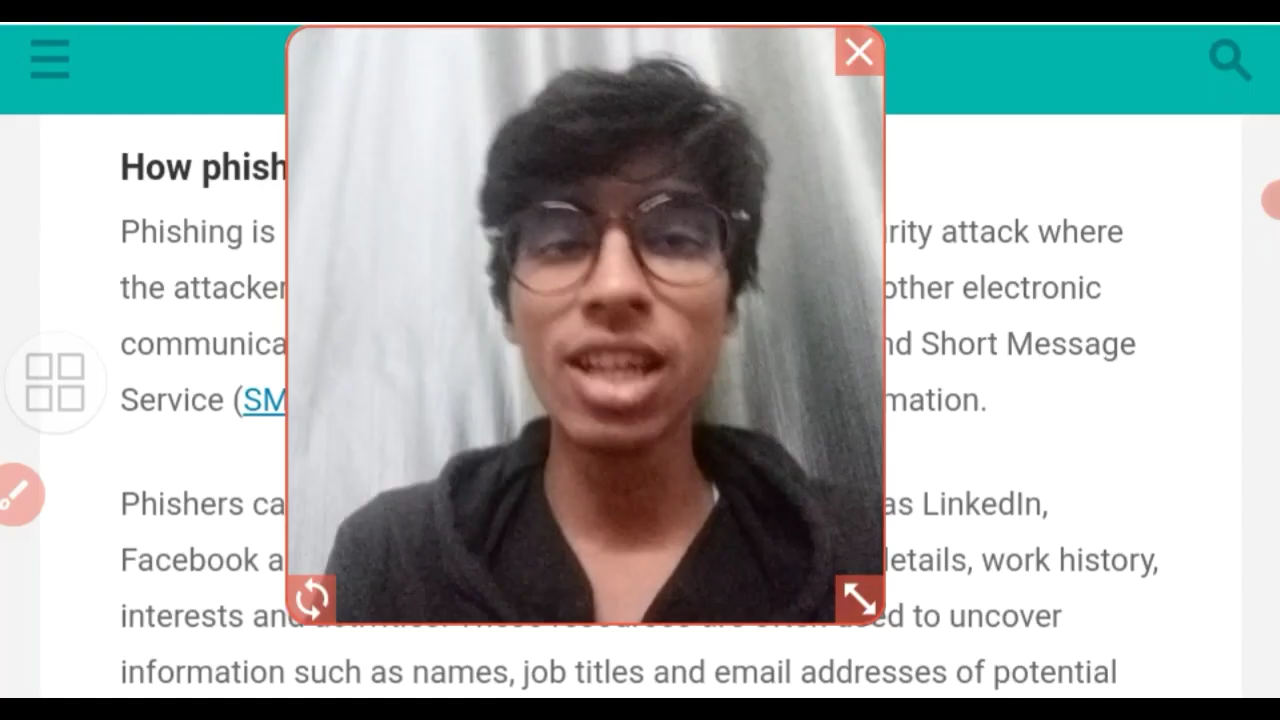 How phish
Phishing is rity attack where
the attacker other electronic
communica nd Short Message
Service (SM mation.
Phishers ca as LinkedIn,
Facebook a etails, work history,
interests and used to uncover
information such as names, job titles and email addresses of potential